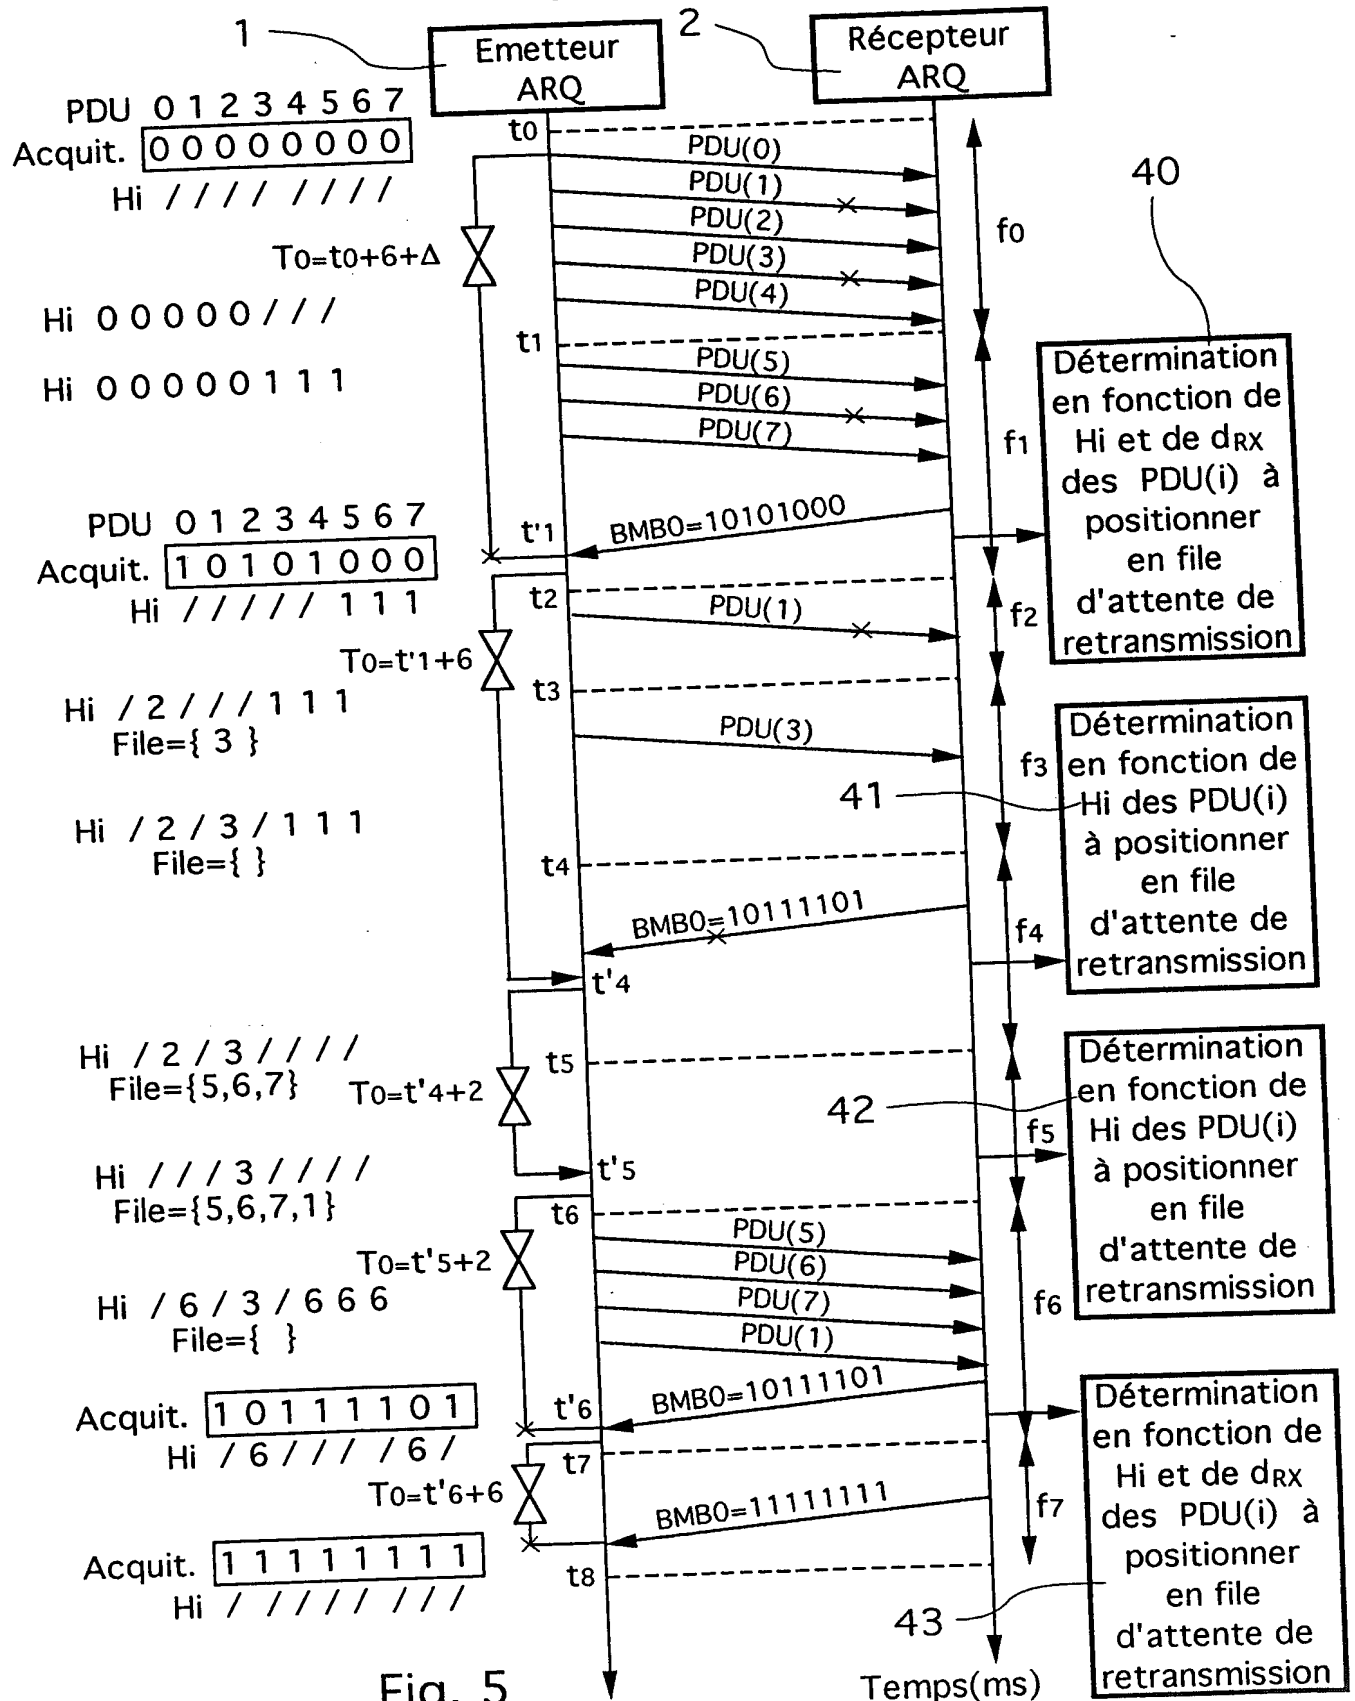 1
Emetteur
ARQ
2
Récepteur
ARQ
PDU 0 1 2 3 4 5 6 7
Acquit. 0 0 0 0 0 0 0 0
Hi / / / / / / / /
t0
PDU(0)
PDU(1)
PDU(2)
PDU(3)
PDU(4)
f0
T0=t0+6+Δ
Hi 0 0 0 0 0 / / /
t1
Hi 0 0 0 0 0 1 1 1
PDU(5)
PDU(6)
PDU(7)
f1
40
Détermination
en fonction de
Hi et de dRX
des PDU(i) à
positionner
en file
d'attente de
retransmission
PDU 0 1 2 3 4 5 6 7
Acquit. 1 0 1 0 1 0 0 0
Hi / / / / / 1 1 1
t'1
BMB0=10101000
t2
PDU(1)
f2
T0=t'1+6
t3
Hi / 2 / / / 1 1 1
File={ 3 }
PDU(3)
f3
41
Détermination
en fonction de
Hi des PDU(i)
à positionner
en file
d'attente de
retransmission
Hi / 2 / 3 / 1 1 1
File={ }
t4
BMB0=10111101
f4
t'4
Hi / 2 / 3 / / / /
File={5,6,7}
T0=t'4+2
t5
f5
42
Détermination
en fonction de
Hi des PDU(i)
à positionner
en file
d'attente de
retransmission
Hi / / / 3 / / / /
File={5,6,7,1}
t'5
t6
PDU(5)
PDU(6)
PDU(7)
PDU(1)
f6
T0=t'5+2
Hi / 6 / 3 / 6 6 6
File={ }
BMB0=10111101
Acquit. 1 0 1 1 1 1 0 1
Hi / 6 / / / / 6 /
t'6
t7
T0=t'6+6
BMB0=11111111
f7
43
Détermination
en fonction de
Hi et de dRX
des PDU(i) à
positionner
en file
d'attente de
retransmission
Acquit. 1 1 1 1 1 1 1 1
Hi / / / / / / / /
t8
Fig. 5
Temps(ms)